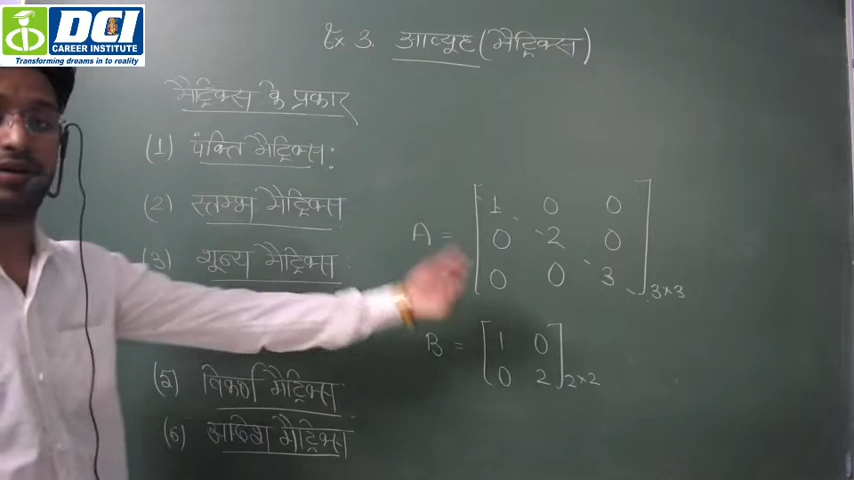 DCI
CAREER INSTITUTE
Transforming dreams in to reality
Ex 3. आव्यूह (मैट्रिक्स)
मैट्रिक्स के प्रकार
(1) पंक्ति मैट्रिक्स:
(2) स्तम्भ मैट्रिक्स
(3) शून्य मैट्रिक्स
(5) विकर्ण मैट्रिक्स
(6) अदिश मैट्रिक्स
A = [1 0 0
0 2 0
0 0 3] 3×3
B = [1 0
0 2] 2×2